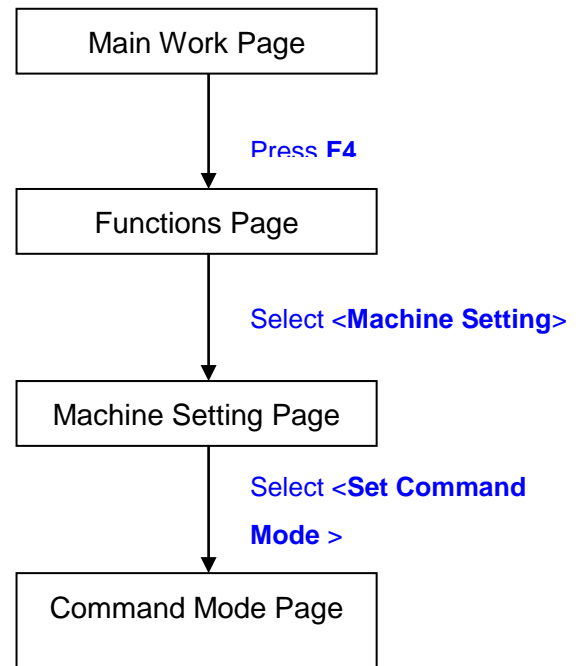 Main Work Page
Press F4
Functions Page
Select <Machine Setting>
Machine Setting Page
Select <Set Command
Mode >
Command Mode Page